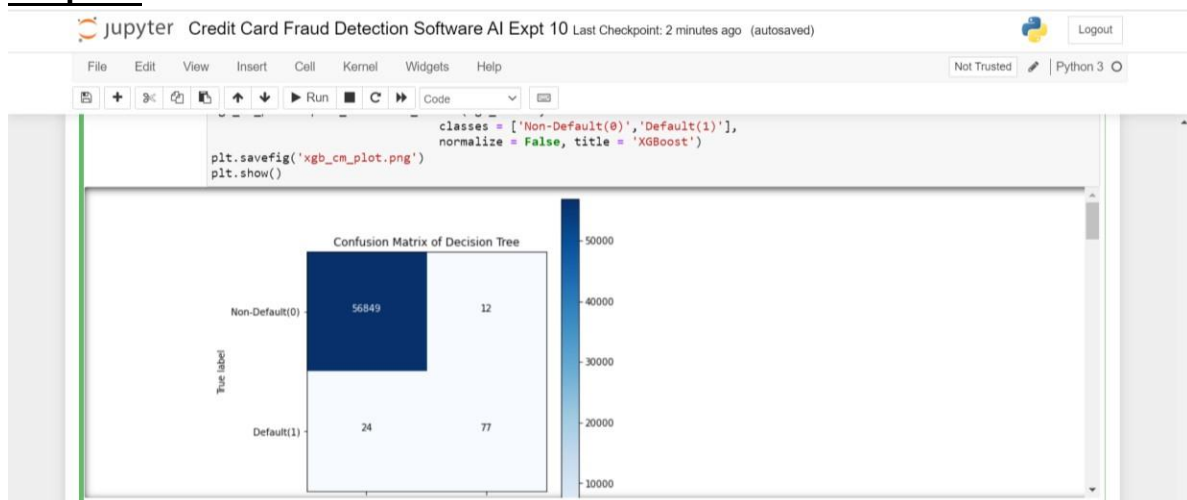 jupyter Credit Card Fraud Detection Software AI Expt 10 Last Checkpoint: 2 minutes ago (autosaved)
Logout
File Edit View Insert Cell Kernel Widgets Help
Not Trusted Python 3
Run Code
classes = ['Non-Default(0)','Default(1)'],
normalize = False, title = 'XGBoost')
plt.savefig('xgb_cm_plot.png')
plt.show()
Confusion Matrix of Decision Tree
50000
40000
30000
20000
10000
Non-Default(0) 56849 12
True label
Default(1) 24 77